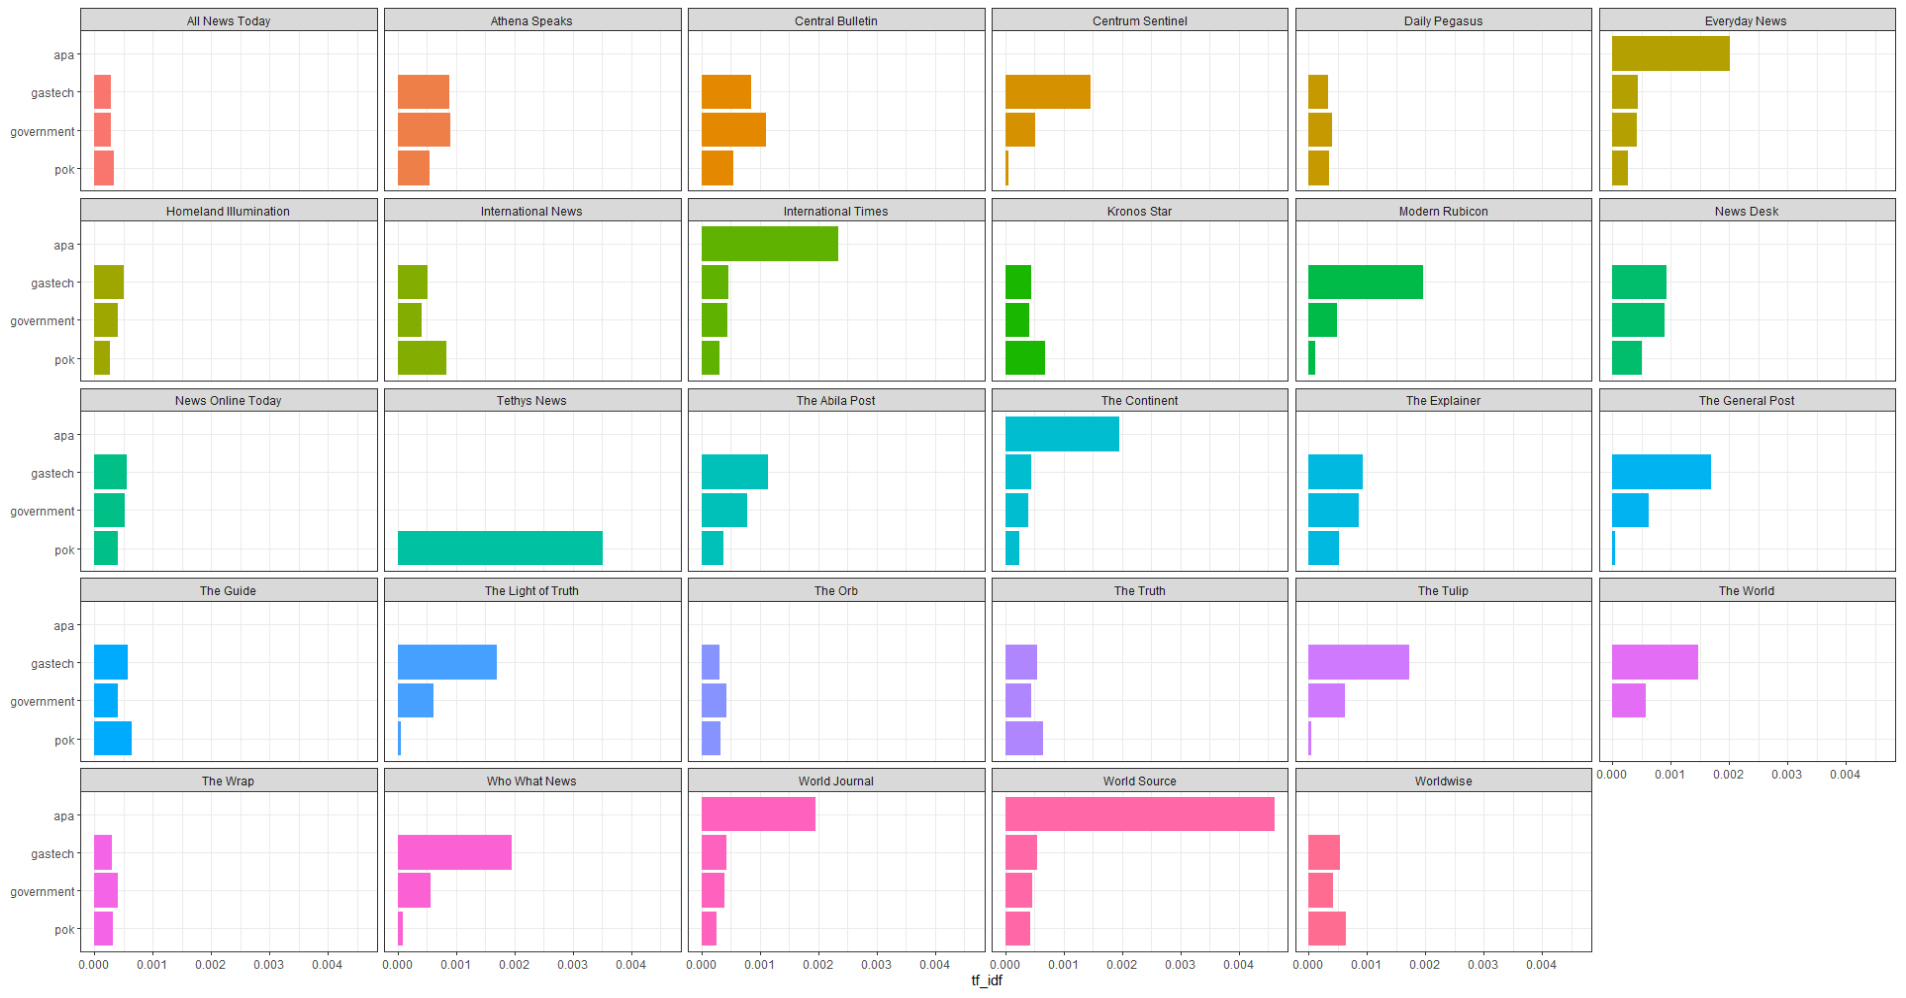 All News Today Athena Speaks Central Bulletin Centrum Sentinel Daily Pegasus Everyday News
apa
gastech
government
pok
Homeland Illumination International News International Times Kronos Star Modern Rubicon News Desk
apa
gastech
government
pok
News Online Today Tethys News The Abila Post The Continent The Explainer The General Post
apa
gastech
government
pok
The Guide The Light of Truth The Orb The Truth The Tulip The World
apa
gastech
government
pok
0.000 0.001 0.002 0.003 0.004
The Wrap Who What News World Journal World Source Worldwise
apa
gastech
government
pok
0.000 0.001 0.002 0.003 0.004 0.000 0.001 0.002 0.003 0.004 0.000 0.001 0.002 0.003 0.004 0.000 0.001 0.002 0.003 0.004 0.000 0.001 0.002 0.003 0.004
tf_idf